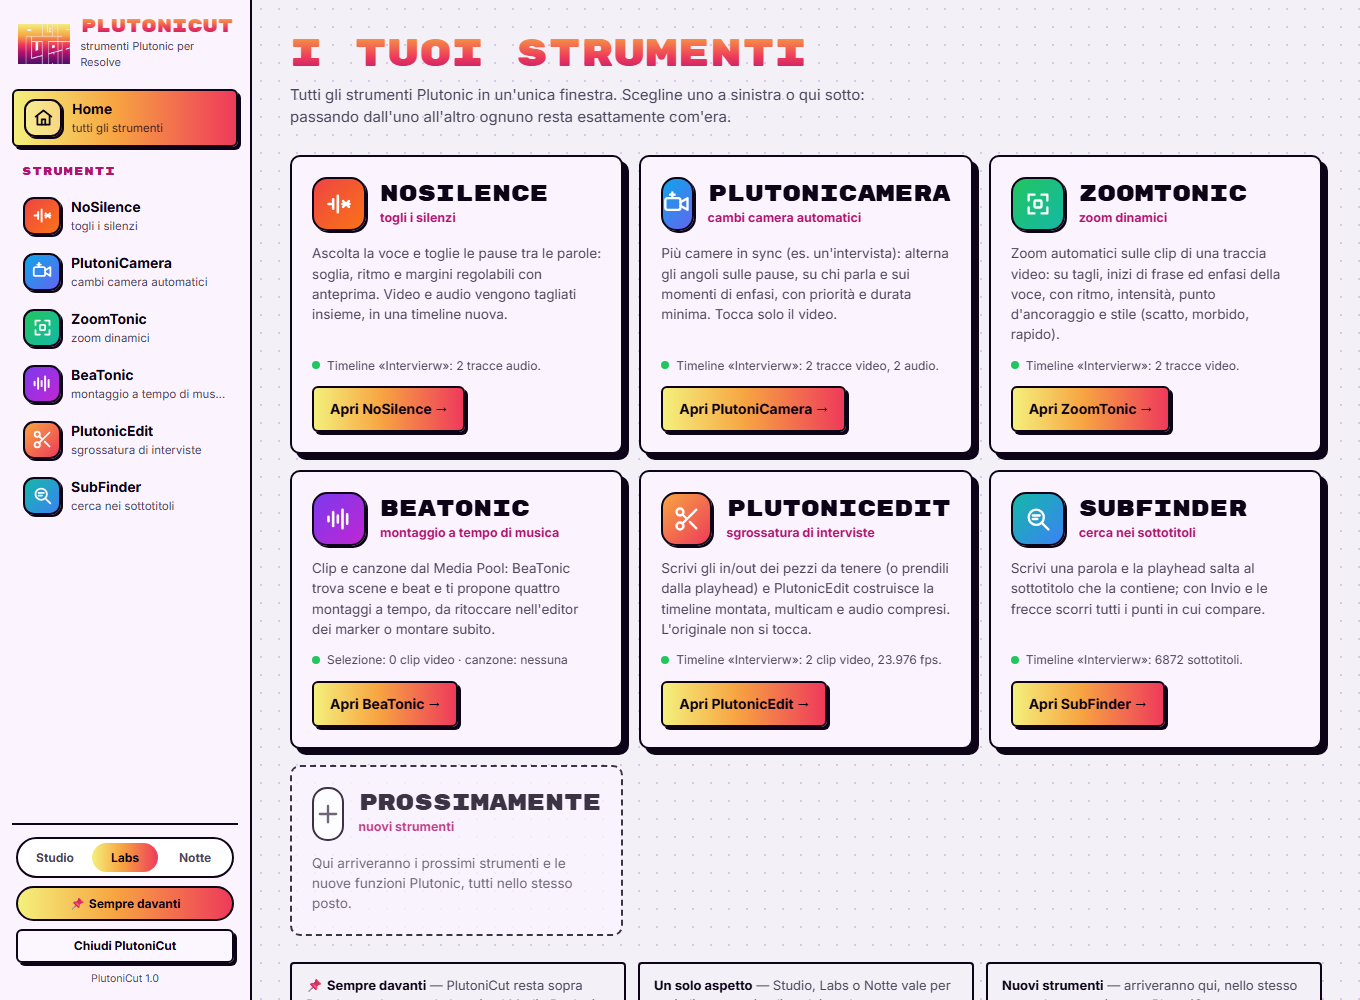 PLUTONICUT
strumenti Plutonic per
Resolve
Home
tutti gli strumenti
STRUMENTI
NoSilence
togli i silenzi
PlutoniCamera
cambi camera automatici
ZoomTonic
zoom dinamici
BeaTonic
montaggio a tempo di mus...
PlutonicEdit
sgrossatura di interviste
SubFinder
cerca nei sottotitoli
Studio Labs Notte
📌 Sempre davanti
Chiudi PlutoniCut
PlutoniCut 1.0
I TUOI STRUMENTI
Tutti gli strumenti Plutonic in un'unica finestra. Scegline uno a sinistra o qui sotto:
passando dall'uno all'altro ognuno resta esattamente com'era.
NOSILENCE
togli i silenzi
Ascolta la voce e toglie le pause tra le parole:
soglia, ritmo e margini regolabili con
anteprima. Video e audio vengono tagliati
insieme, in una timeline nuova.
Timeline «Intervierw»: 2 tracce audio.
Apri NoSilence →
PLUTONICAMERA
cambi camera automatici
Più camere in sync (es. un'intervista): alterna
gli angoli sulle pause, su chi parla e sui
momenti di enfasi, con priorità e durata
minima. Tocca solo il video.
Timeline «Intervierw»: 2 tracce video, 2 audio.
Apri PlutoniCamera →
ZOOMTONIC
zoom dinamici
Zoom automatici sulle clip di una traccia
video: su tagli, inizi di frase ed enfasi della
voce, con ritmo, intensità, punto
d'ancoraggio e stile (scatto, morbido,
rapido).
Timeline «Intervierw»: 2 tracce video.
Apri ZoomTonic →
BEATONIC
montaggio a tempo di musica
Clip e canzone dal Media Pool: BeaTonic
trova scene e beat e ti propone quattro
montaggi a tempo, da ritoccare nell'editor
dei marker o montare subito.
Selezione: 0 clip video · canzone: nessuna
Apri BeaTonic →
PLUTONICEDIT
sgrossatura di interviste
Scrivi gli in/out dei pezzi da tenere (o prendili
dalla playhead) e PlutonicEdit costruisce la
timeline montata, multicam e audio compresi.
L'originale non si tocca.
Timeline «Intervierw»: 2 clip video, 23.976 fps.
Apri PlutonicEdit →
SUBFINDER
cerca nei sottotitoli
Scrivi una parola e la playhead salta al
sottotitolo che la contiene; con Invio e le
frecce scorri tutti i punti in cui compare.
Timeline «Intervierw»: 6872 sottotitoli.
Apri SubFinder →
PROSSIMAMENTE
nuovi strumenti
Qui arriveranno i prossimi strumenti e le
nuove funzioni Plutonic, tutti nello stesso
posto.
📌 Sempre davanti — PlutoniCut resta sopra
Un solo aspetto — Studio, Labs o Notte vale per
Nuovi strumenti — arriveranno qui, nello stesso